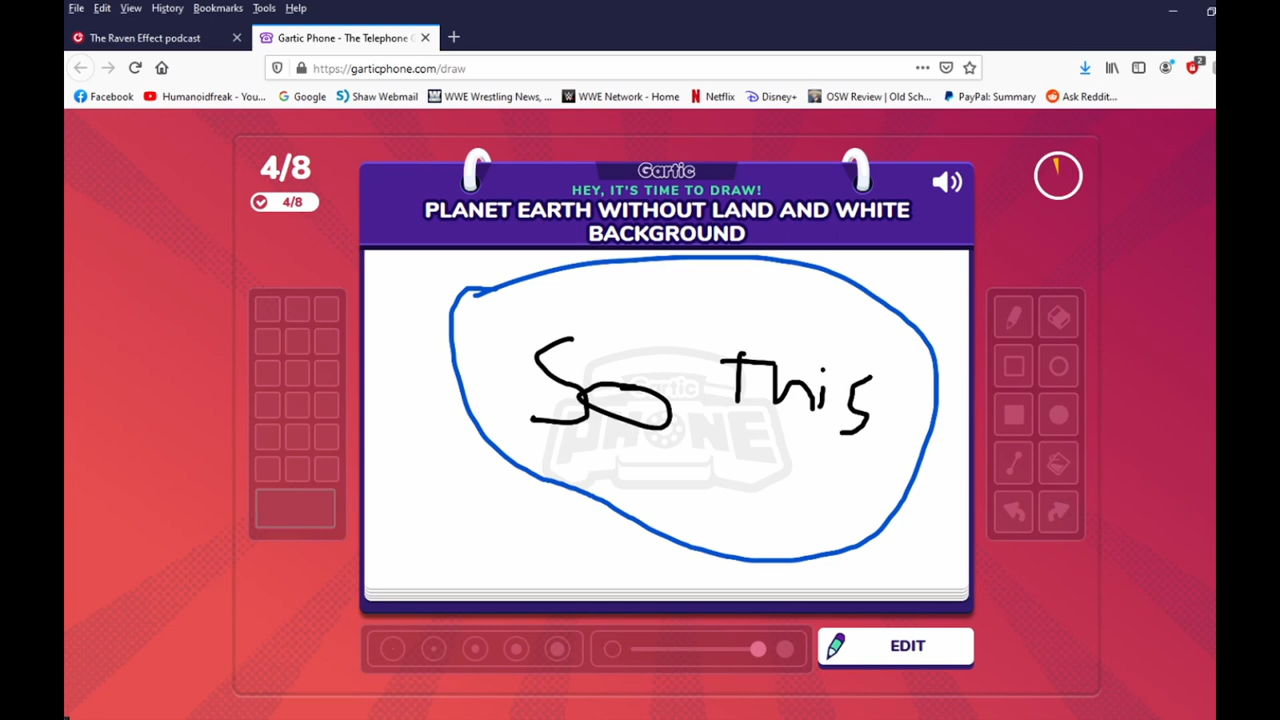 File Edit View History Bookmarks Tools Help
The Raven Effect podcast Gartic Phone - The Telephone G
https://garticphone.com/draw
2
Facebook Humanoidfreak - You... Google Shaw Webmail WWE Wrestling News, ... WWE Network - Home Netflix Disney+ OSW Review | Old Sch... PayPal: Summary Ask Reddit...
4/8
4/8
Gartic
HEY, IT'S TIME TO DRAW!
PLANET EARTH WITHOUT LAND AND WHITE
BACKGROUND
So This
Gartic
PHONE
EDIT